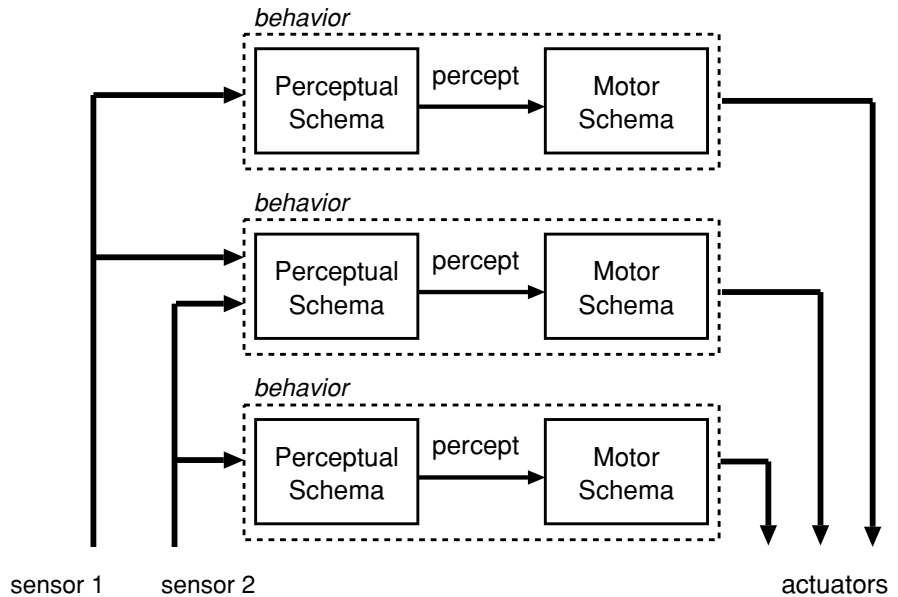 behavior
Perceptual
Schema
percept
Motor
Schema
behavior
Perceptual
Schema
percept
Motor
Schema
behavior
Perceptual
Schema
percept
Motor
Schema
sensor 1
sensor 2
actuators